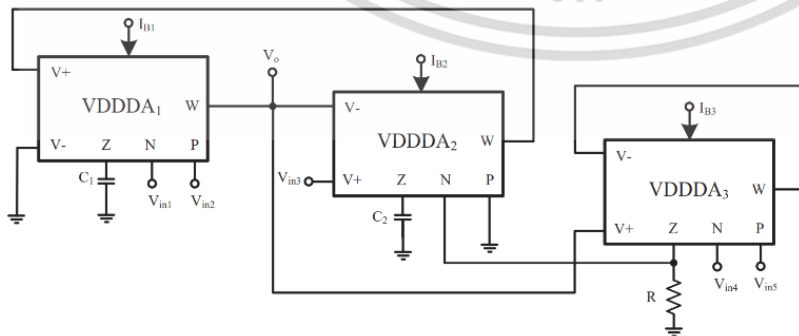 I_B1
V_o
I_B2
V+
VDDDA_1
W
V-
Z
N
P
C_1
V_in1
V_in2
V-
VDDDA_2
W
V_in3
V+
Z
N
P
C_2
I_B3
V-
VDDDA_3
W
V+
Z
N
P
R
V_in4
V_in5